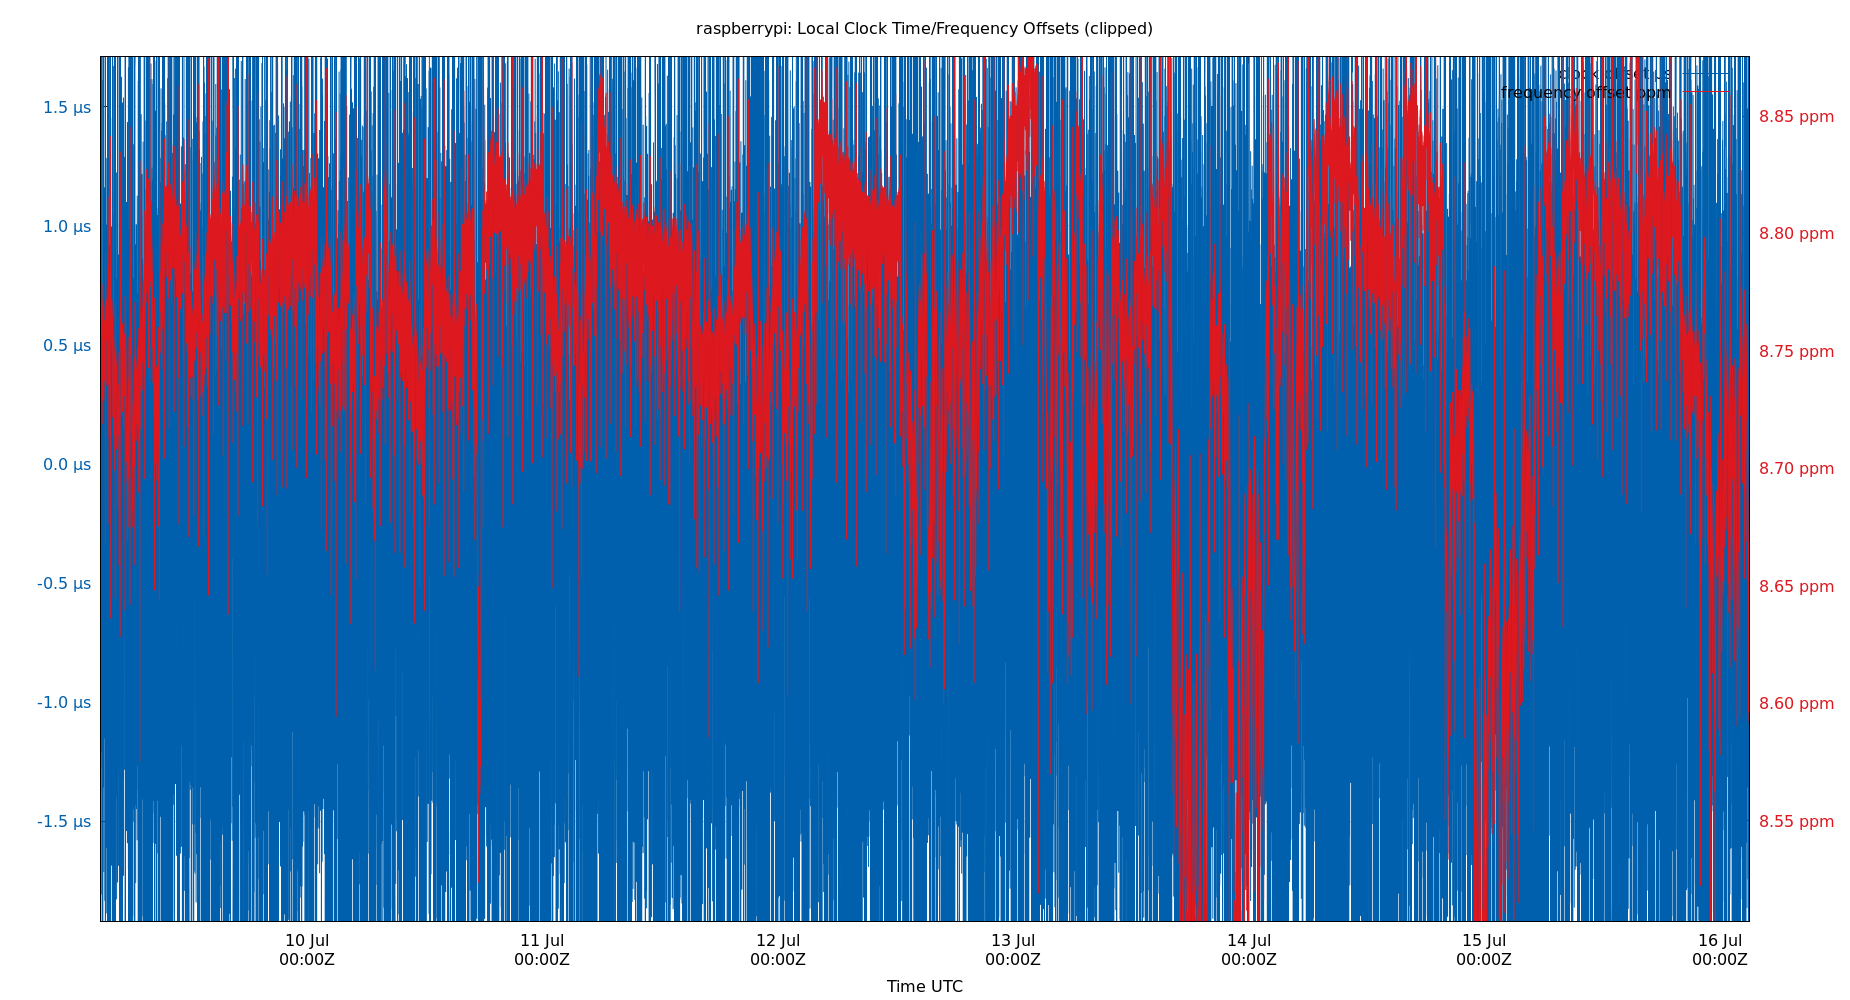 raspberrypi: Local Clock Time/Frequency Offsets (clipped)
clock offset µs
frequency offset ppm
1.5 µs
1.0 µs
0.5 µs
0.0 µs
-0.5 µs
-1.0 µs
-1.5 µs
8.85 ppm
8.80 ppm
8.75 ppm
8.70 ppm
8.65 ppm
8.60 ppm
8.55 ppm
10 Jul 11 Jul 12 Jul 13 Jul 14 Jul 15 Jul 16 Jul
00:00Z 00:00Z 00:00Z 00:00Z 00:00Z 00:00Z 00:00Z
Time UTC